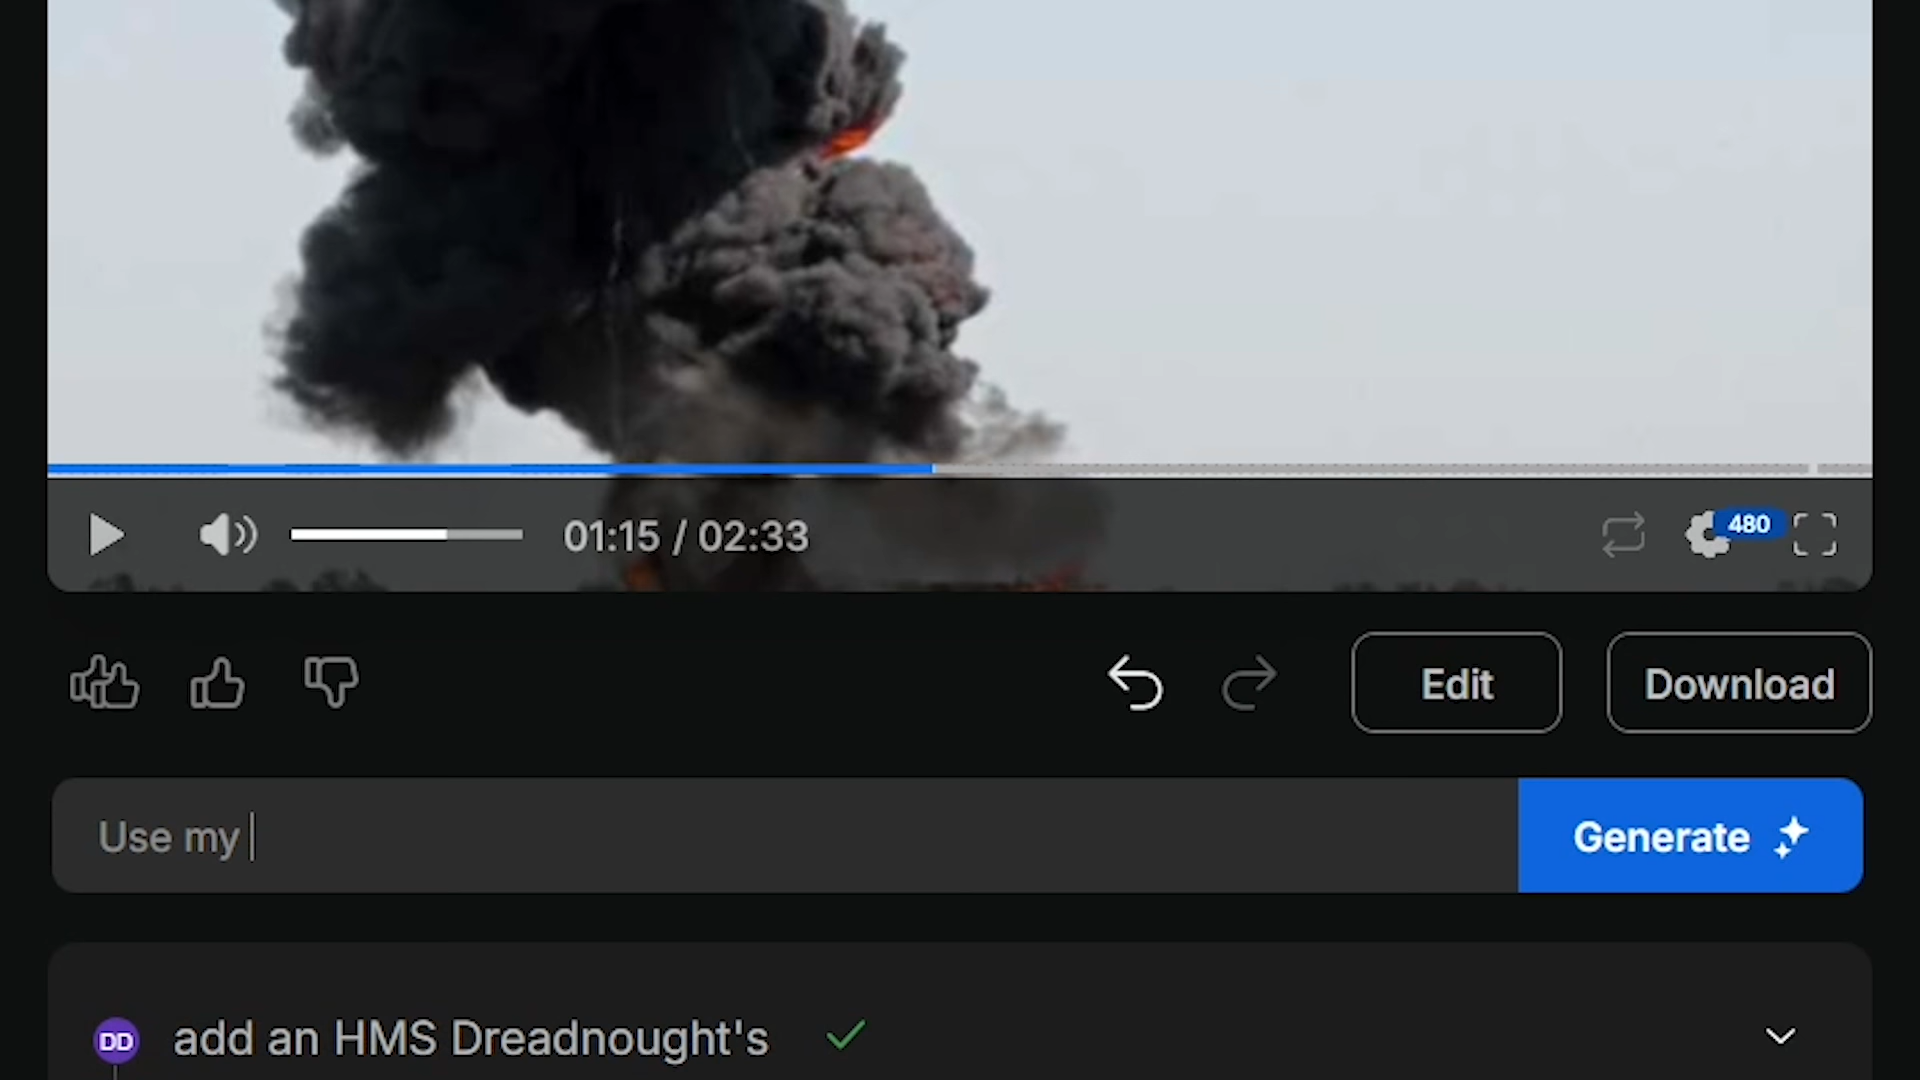 01:15 / 02:33
480
Edit
Download
Use my
Generate
DD
add an HMS Dreadnought's